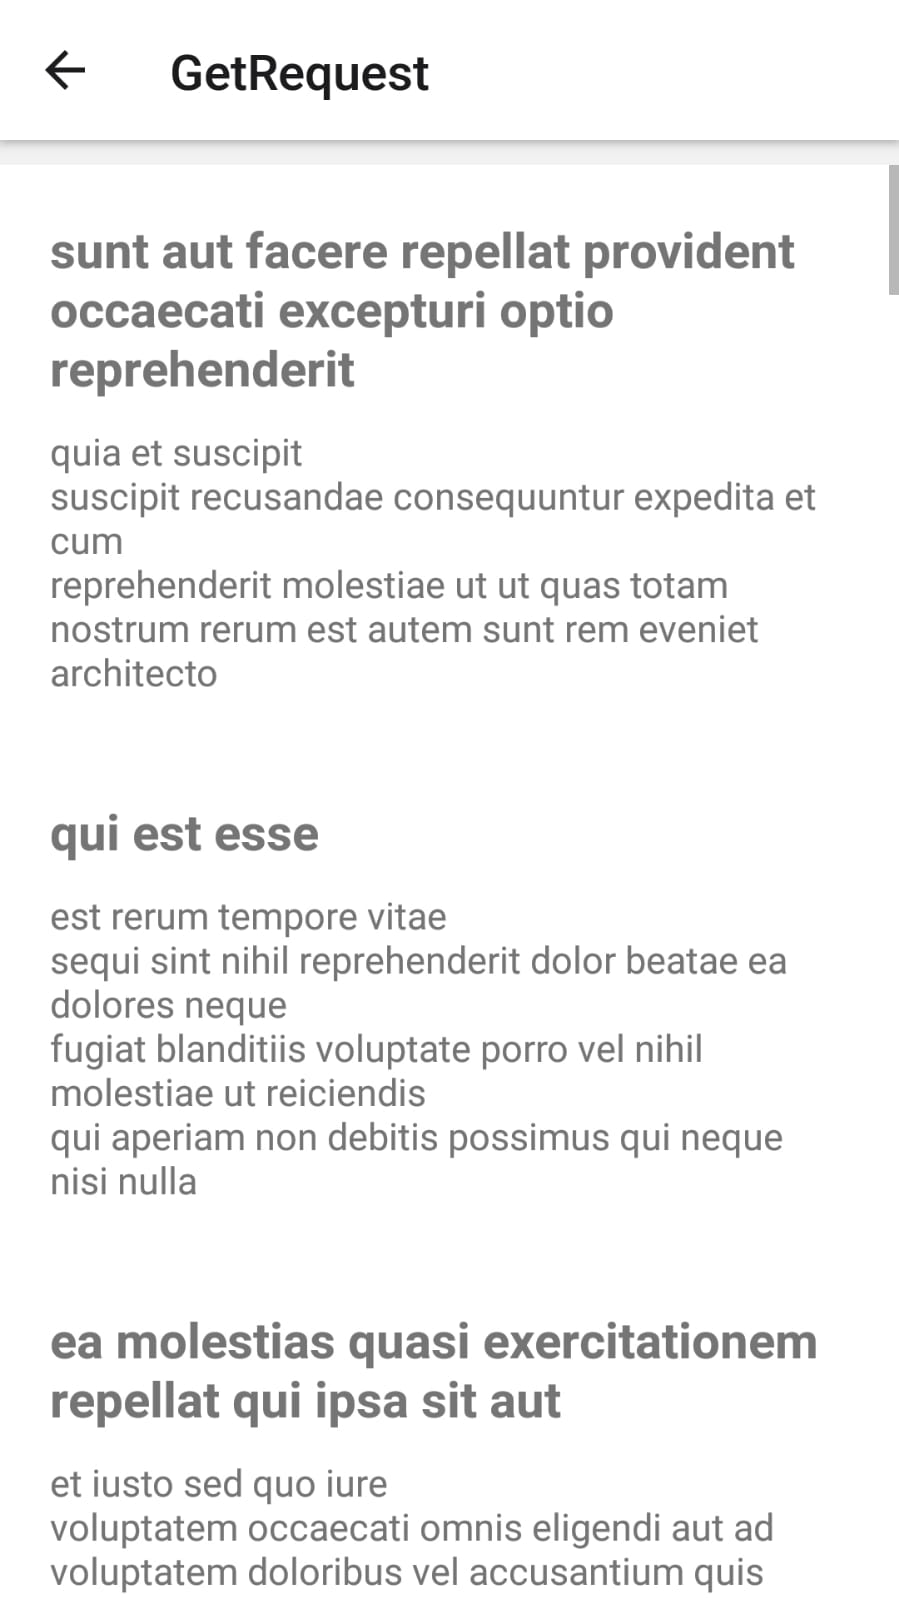 GetRequest
sunt aut facere repellat provident
occaecati excepturi optio
reprehenderit
quia et suscipit
suscipit recusandae consequuntur expedita et
cum
reprehenderit molestiae ut ut quas totam
nostrum rerum est autem sunt rem eveniet
architecto
qui est esse
est rerum tempore vitae
sequi sint nihil reprehenderit dolor beatae ea
dolores neque
fugiat blanditiis voluptate porro vel nihil
molestiae ut reiciendis
qui aperiam non debitis possimus qui neque
nisi nulla
ea molestias quasi exercitationem
repellat qui ipsa sit aut
et iusto sed quo iure
voluptatem occaecati omnis eligendi aut ad
voluptatem doloribus vel accusantium quis